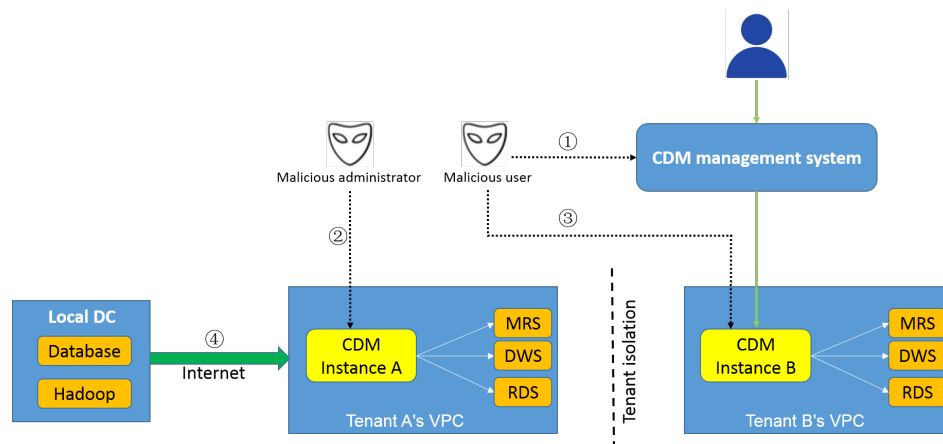 ①
CDM management system
Malicious administrator
Malicious user
②
③
Local DC
Database
Hadoop
④
Internet
CDM
Instance A
MRS
DWS
RDS
Tenant A's VPC
Tenant isolation
CDM
Instance B
MRS
DWS
RDS
Tenant B's VPC